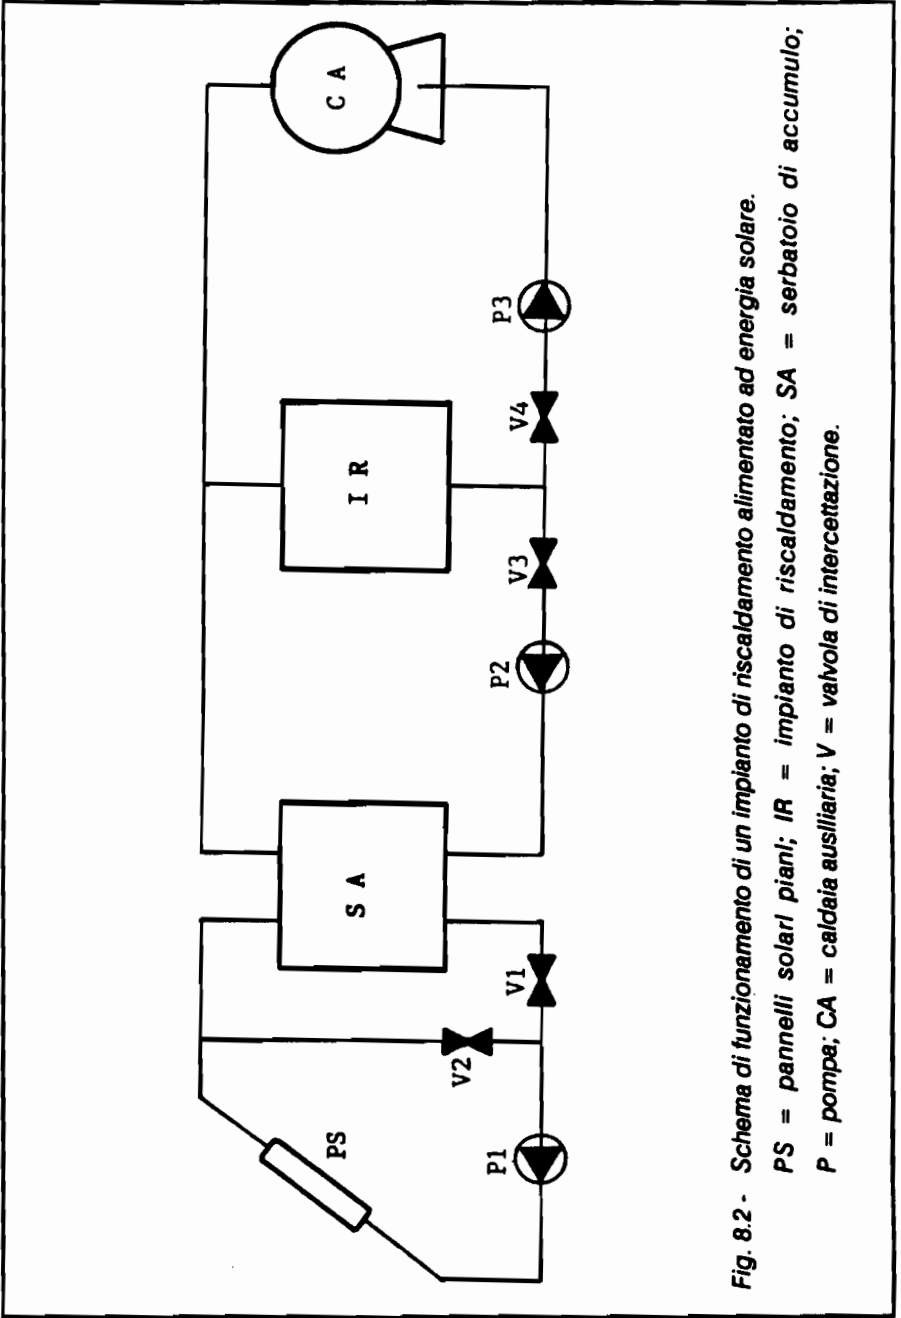 PS
P1
V2
V1
S A
P2
V3
I R
V4
P3
C A
Fig. 8.2 - Schema di funzionamento di un impianto di riscaldamento alimentato ad energia solare.
PS = pannelli solari piani; IR = impianto di riscaldamento; SA = serbatoio di accumulo;
P = pompa; CA = caldaia ausiliaria; V = valvola di intercettazione.